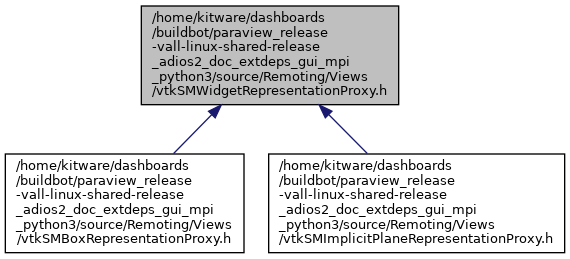 /home/kitware/dashboards
/buildbot/paraview_release
-vall-linux-shared-release
_adios2_doc_extdeps_gui_mpi
_python3/source/Remoting/Views
/vtkSMWidgetRepresentationProxy.h
/home/kitware/dashboards
/buildbot/paraview_release
-vall-linux-shared-release
_adios2_doc_extdeps_gui_mpi
_python3/source/Remoting/Views
/vtkSMBoxRepresentationProxy.h
/home/kitware/dashboards
/buildbot/paraview_release
-vall-linux-shared-release
_adios2_doc_extdeps_gui_mpi
_python3/source/Remoting/Views
/vtkSMImplicitPlaneRepresentationProxy.h